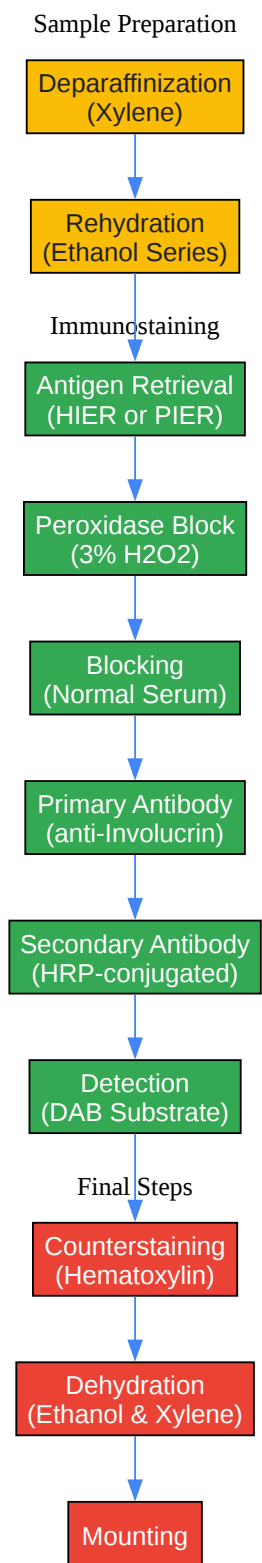 Sample Preparation
Deparaffinization
(Xylene)
Rehydration
(Ethanol Series)
Immunostaining
Antigen Retrieval
(HIER or PIER)
Peroxidase Block
(3% H2O2)
Blocking
(Normal Serum)
Primary Antibody
(anti-Involucrin)
Secondary Antibody
(HRP-conjugated)
Detection
(DAB Substrate)
Final Steps
Counterstaining
(Hematoxylin)
Dehydration
(Ethanol & Xylene)
Mounting